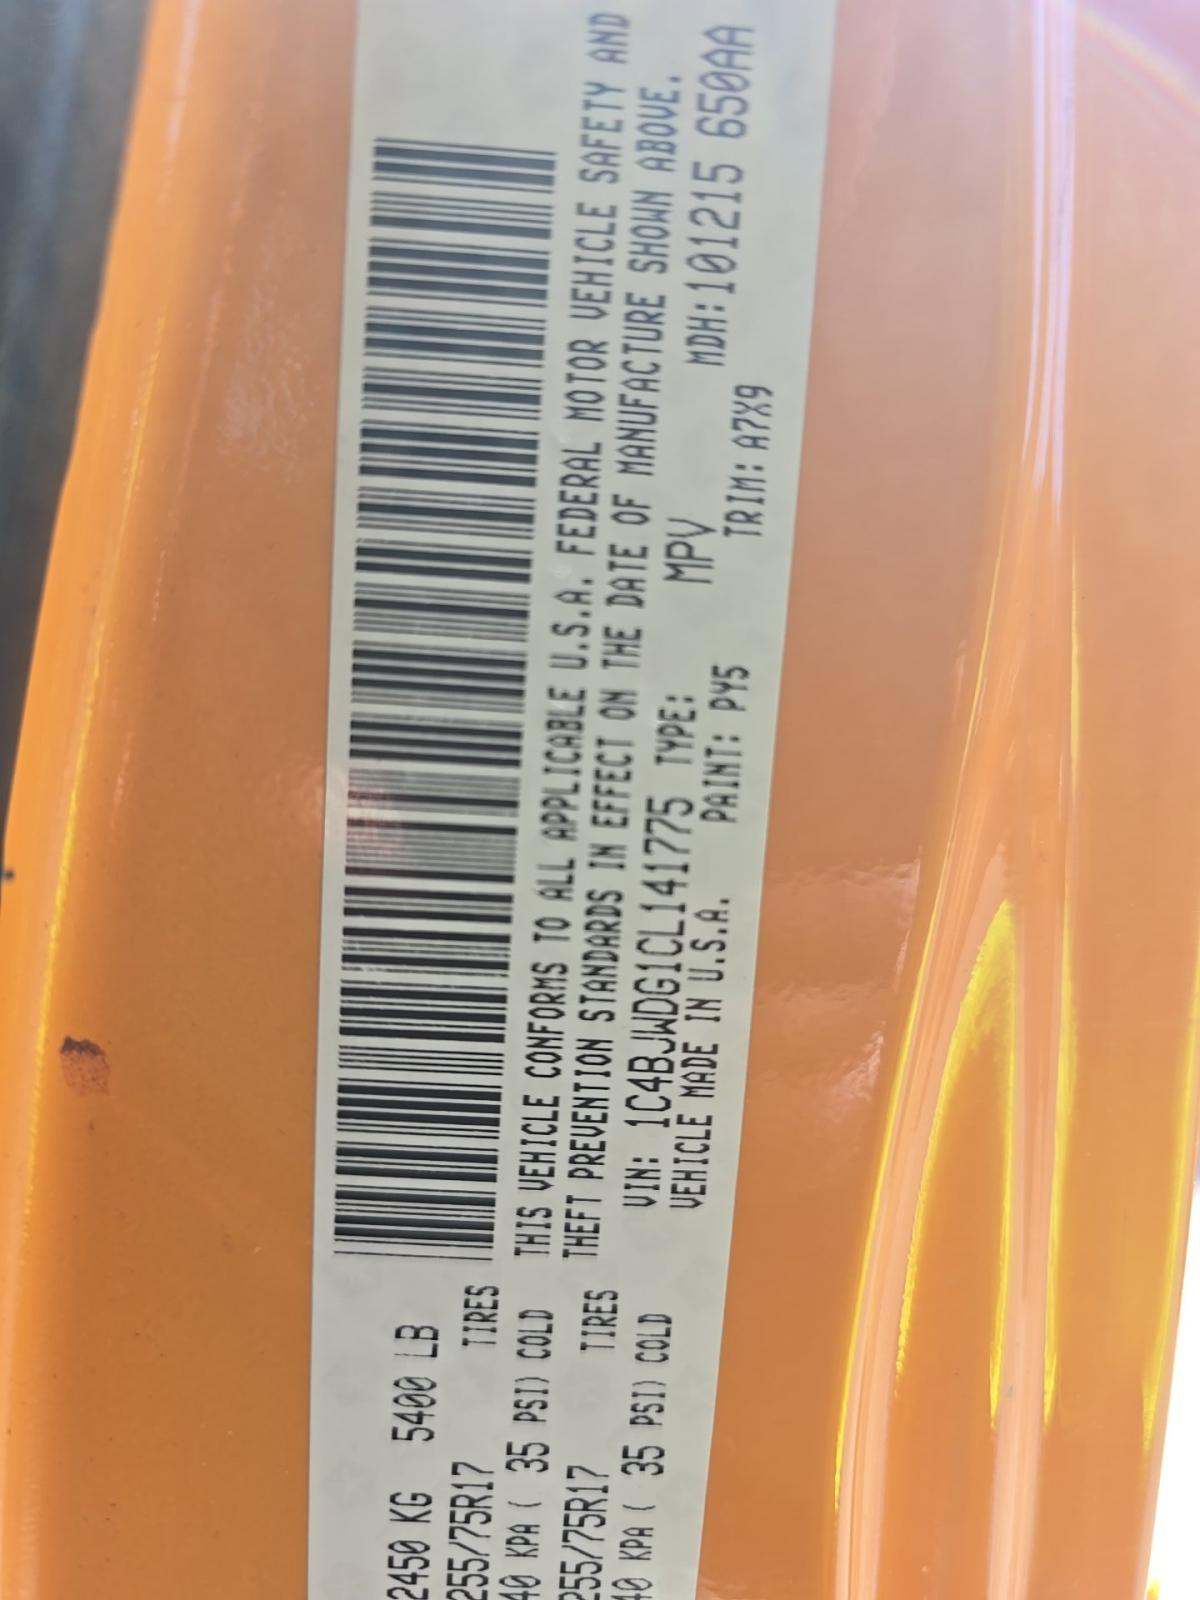 2450 KG 5400 LB
255/75R17 TIRES
40 KPA ( 35 PSI) COLD
255/75R17 TIRES
40 KPA ( 35 PSI) COLD
THIS VEHICLE CONFORMS TO ALL APPLICABLE U.S.A. FEDERAL MOTOR VEHICLE SAFETY AND
THEFT PREVENTION STANDARDS IN EFFECT ON THE DATE OF MANUFACTURE SHOWN ABOVE.
VIN: 1C4BJWDG1CL141775 TYPE: MPV MDH:101215 650AA
VEHICLE MADE IN U.S.A. PAINT: PY5 TRIM: A7X9